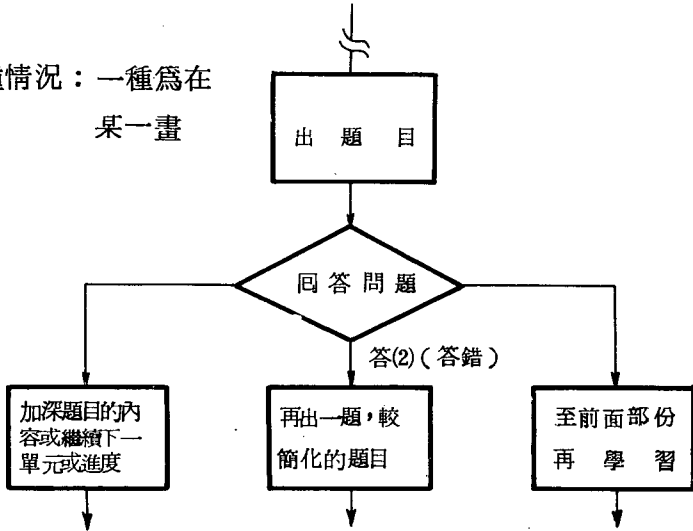 情況：一種爲在
某一畫
出題目
回答問題
答(2)(答錯)
加深題目的內
容或繼續下一
單元或進度
再出一題，較
簡化的題目
至前面部份
再學習